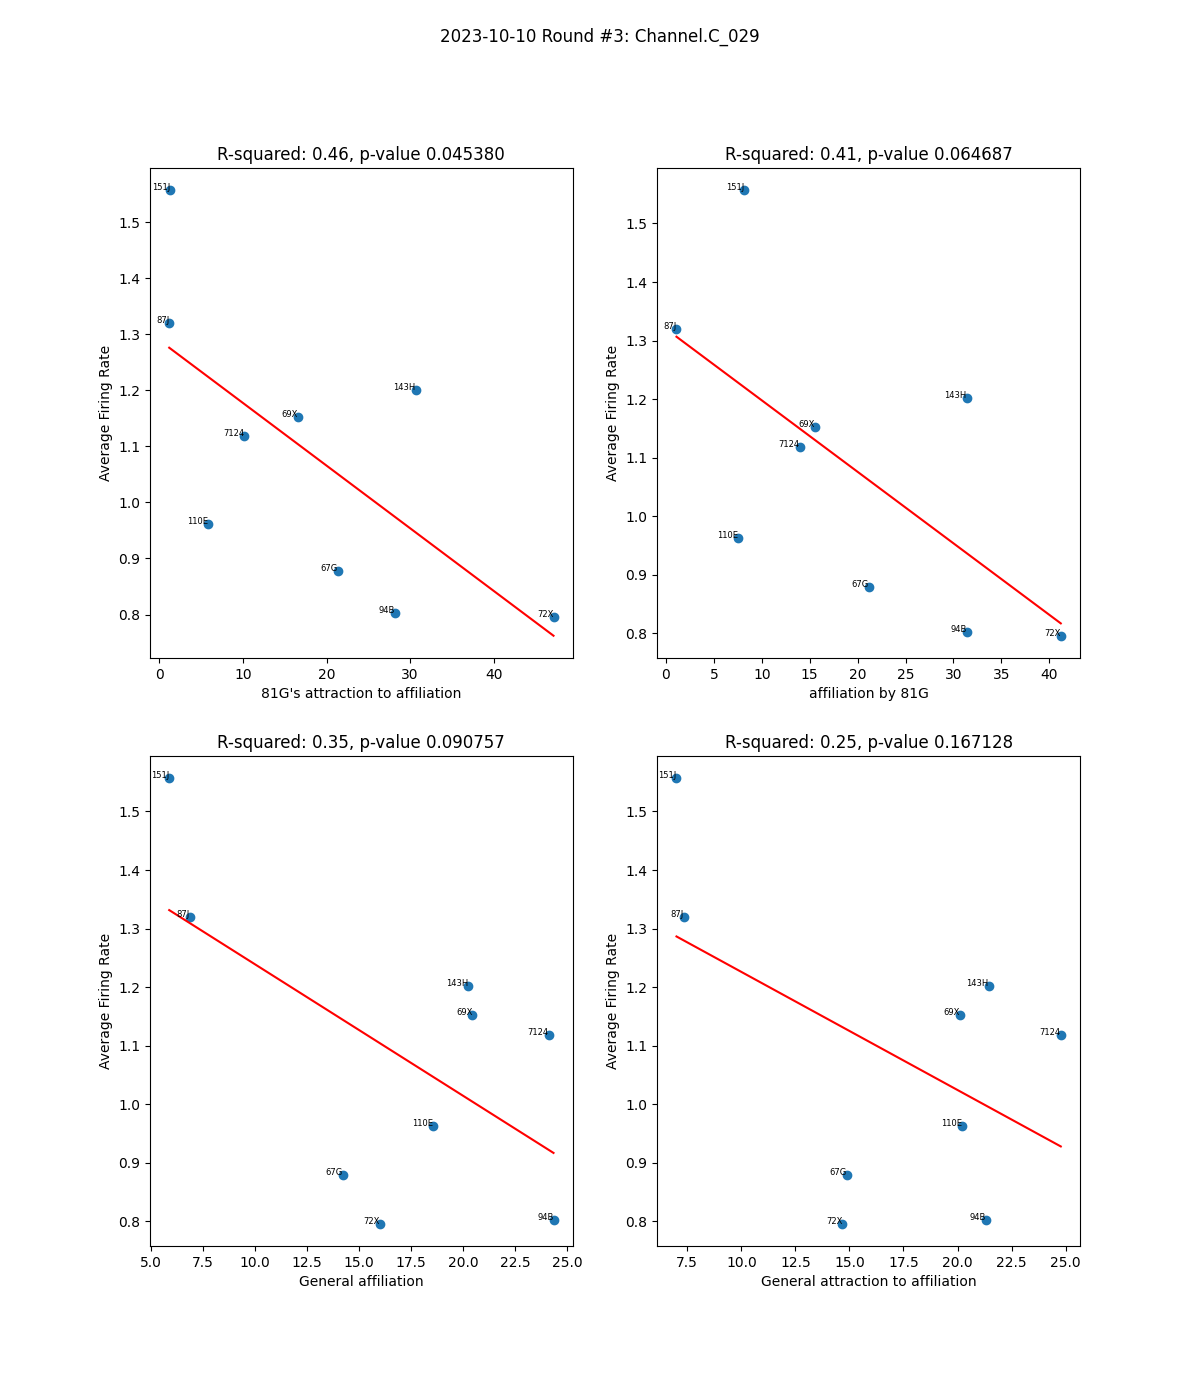 2023-10-10 Round #3: Channel.C_029
R-squared: 0.46, p-value 0.045380
Average Firing Rate
1.5
1.4
1.3
1.2
1.1
1.0
0.9
0.8
151J
87J
143H
69X
7124
110E
67G
94B
72X
0 10 20 30 40
81G's attraction to affiliation
R-squared: 0.41, p-value 0.064687
Average Firing Rate
1.5
1.4
1.3
1.2
1.1
1.0
0.9
0.8
151J
87J
143H
69X
7124
110E
67G
94B
72X
0 5 10 15 20 25 30 35 40
affiliation by 81G
R-squared: 0.35, p-value 0.090757
Average Firing Rate
1.5
1.4
1.3
1.2
1.1
1.0
0.9
0.8
151J
87J
143H
69X
7124
110E
67G
72X
94B
5.0 7.5 10.0 12.5 15.0 17.5 20.0 22.5 25.0
General affiliation
R-squared: 0.25, p-value 0.167128
Average Firing Rate
1.5
1.4
1.3
1.2
1.1
1.0
0.9
0.8
151J
87J
143H
69X
7124
110E
67G
72X
94B
7.5 10.0 12.5 15.0 17.5 20.0 22.5 25.0
General attraction to affiliation